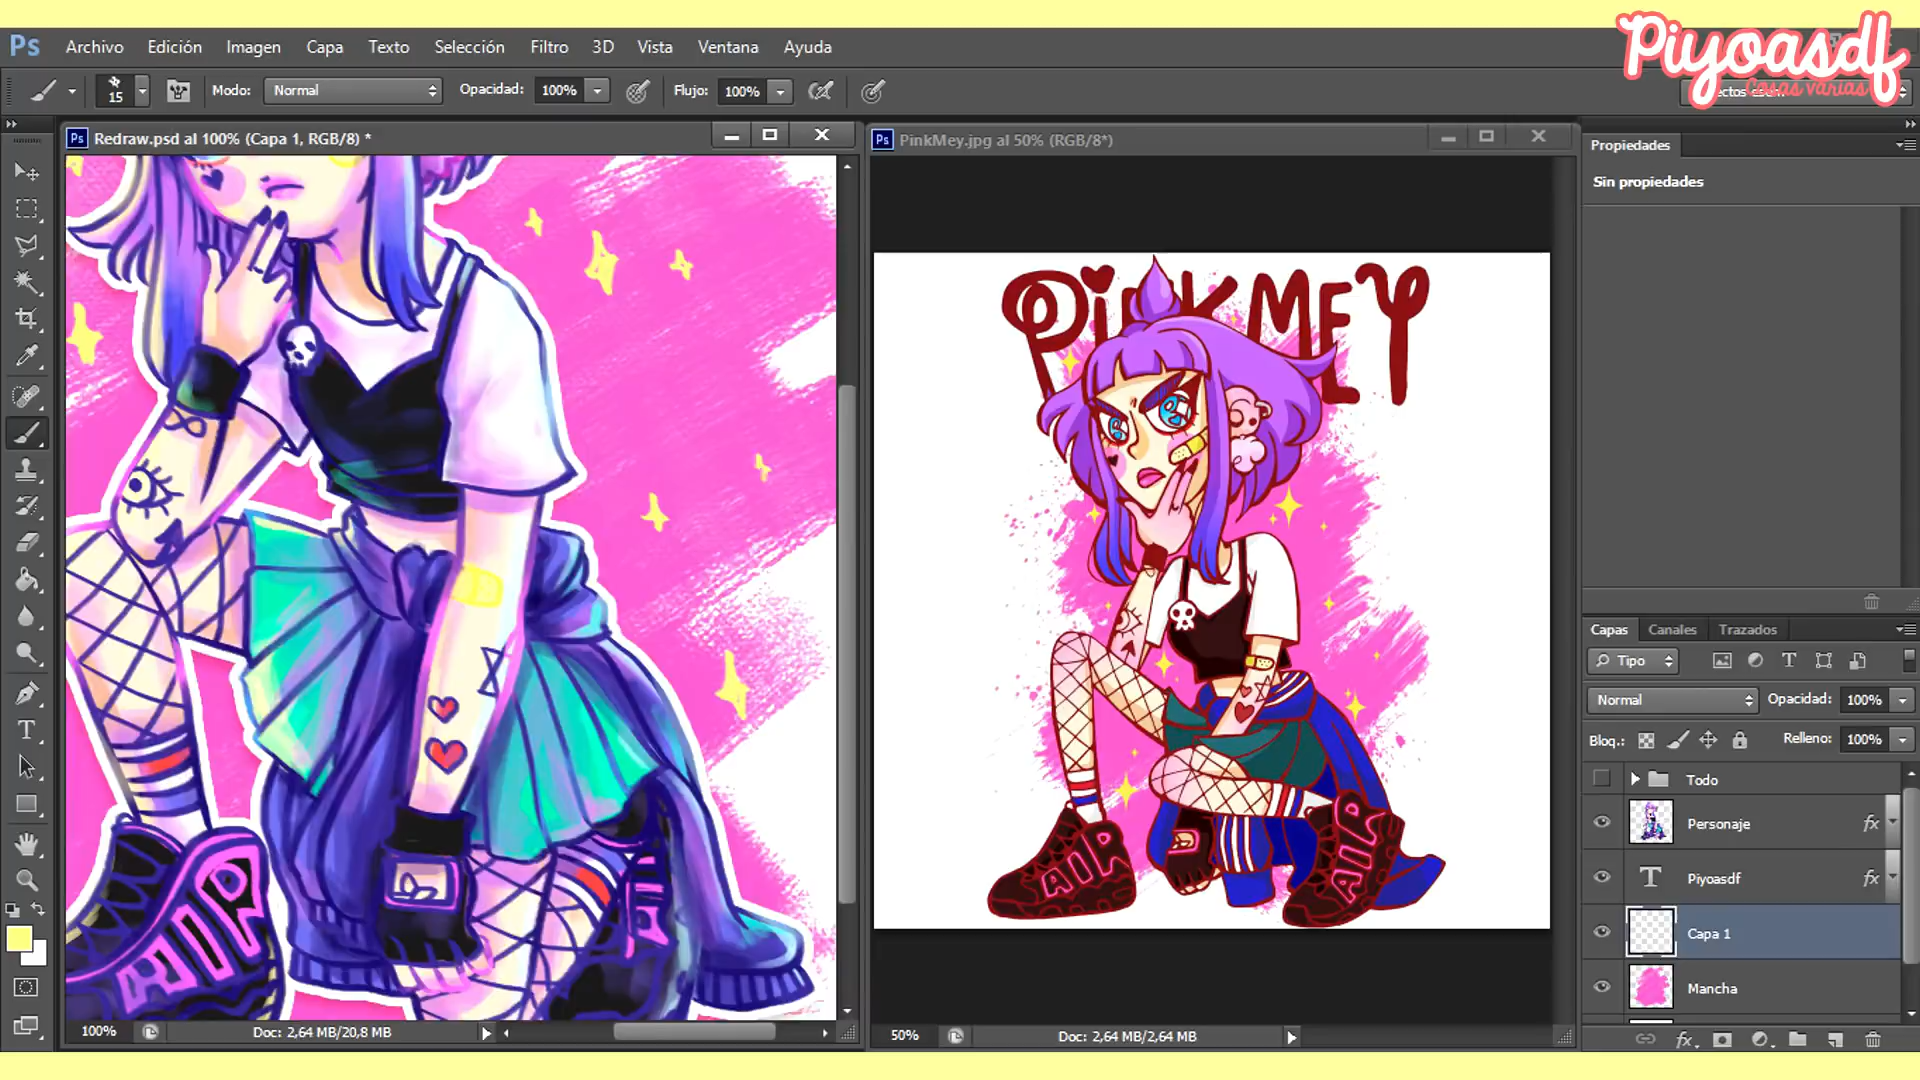 Piyoasdf
Cosas varias
Ps Archivo Edición Imagen Capa Texto Selección Filtro 3D Vista Ventana Ayuda
15 Modo: Normal Opacidad: 100% Flujo: 100%
Redraw.psd al 100% (Capa 1, RGB/8) *
PinkMey.jpg al 50% (RGB/8*)
Propiedades
Sin propiedades
PiNKMEY
AIR
AIR
AIR
Capas Canales Trazados
Tipo
Normal Opacidad: 100%
Bloq.: Relleno: 100%
Todo
Personaje fx
Piyoasdf fx
Capa 1
Mancha
100% Doc: 2,64 MB/20,8 MB
50% Doc: 2,64 MB/2,64 MB